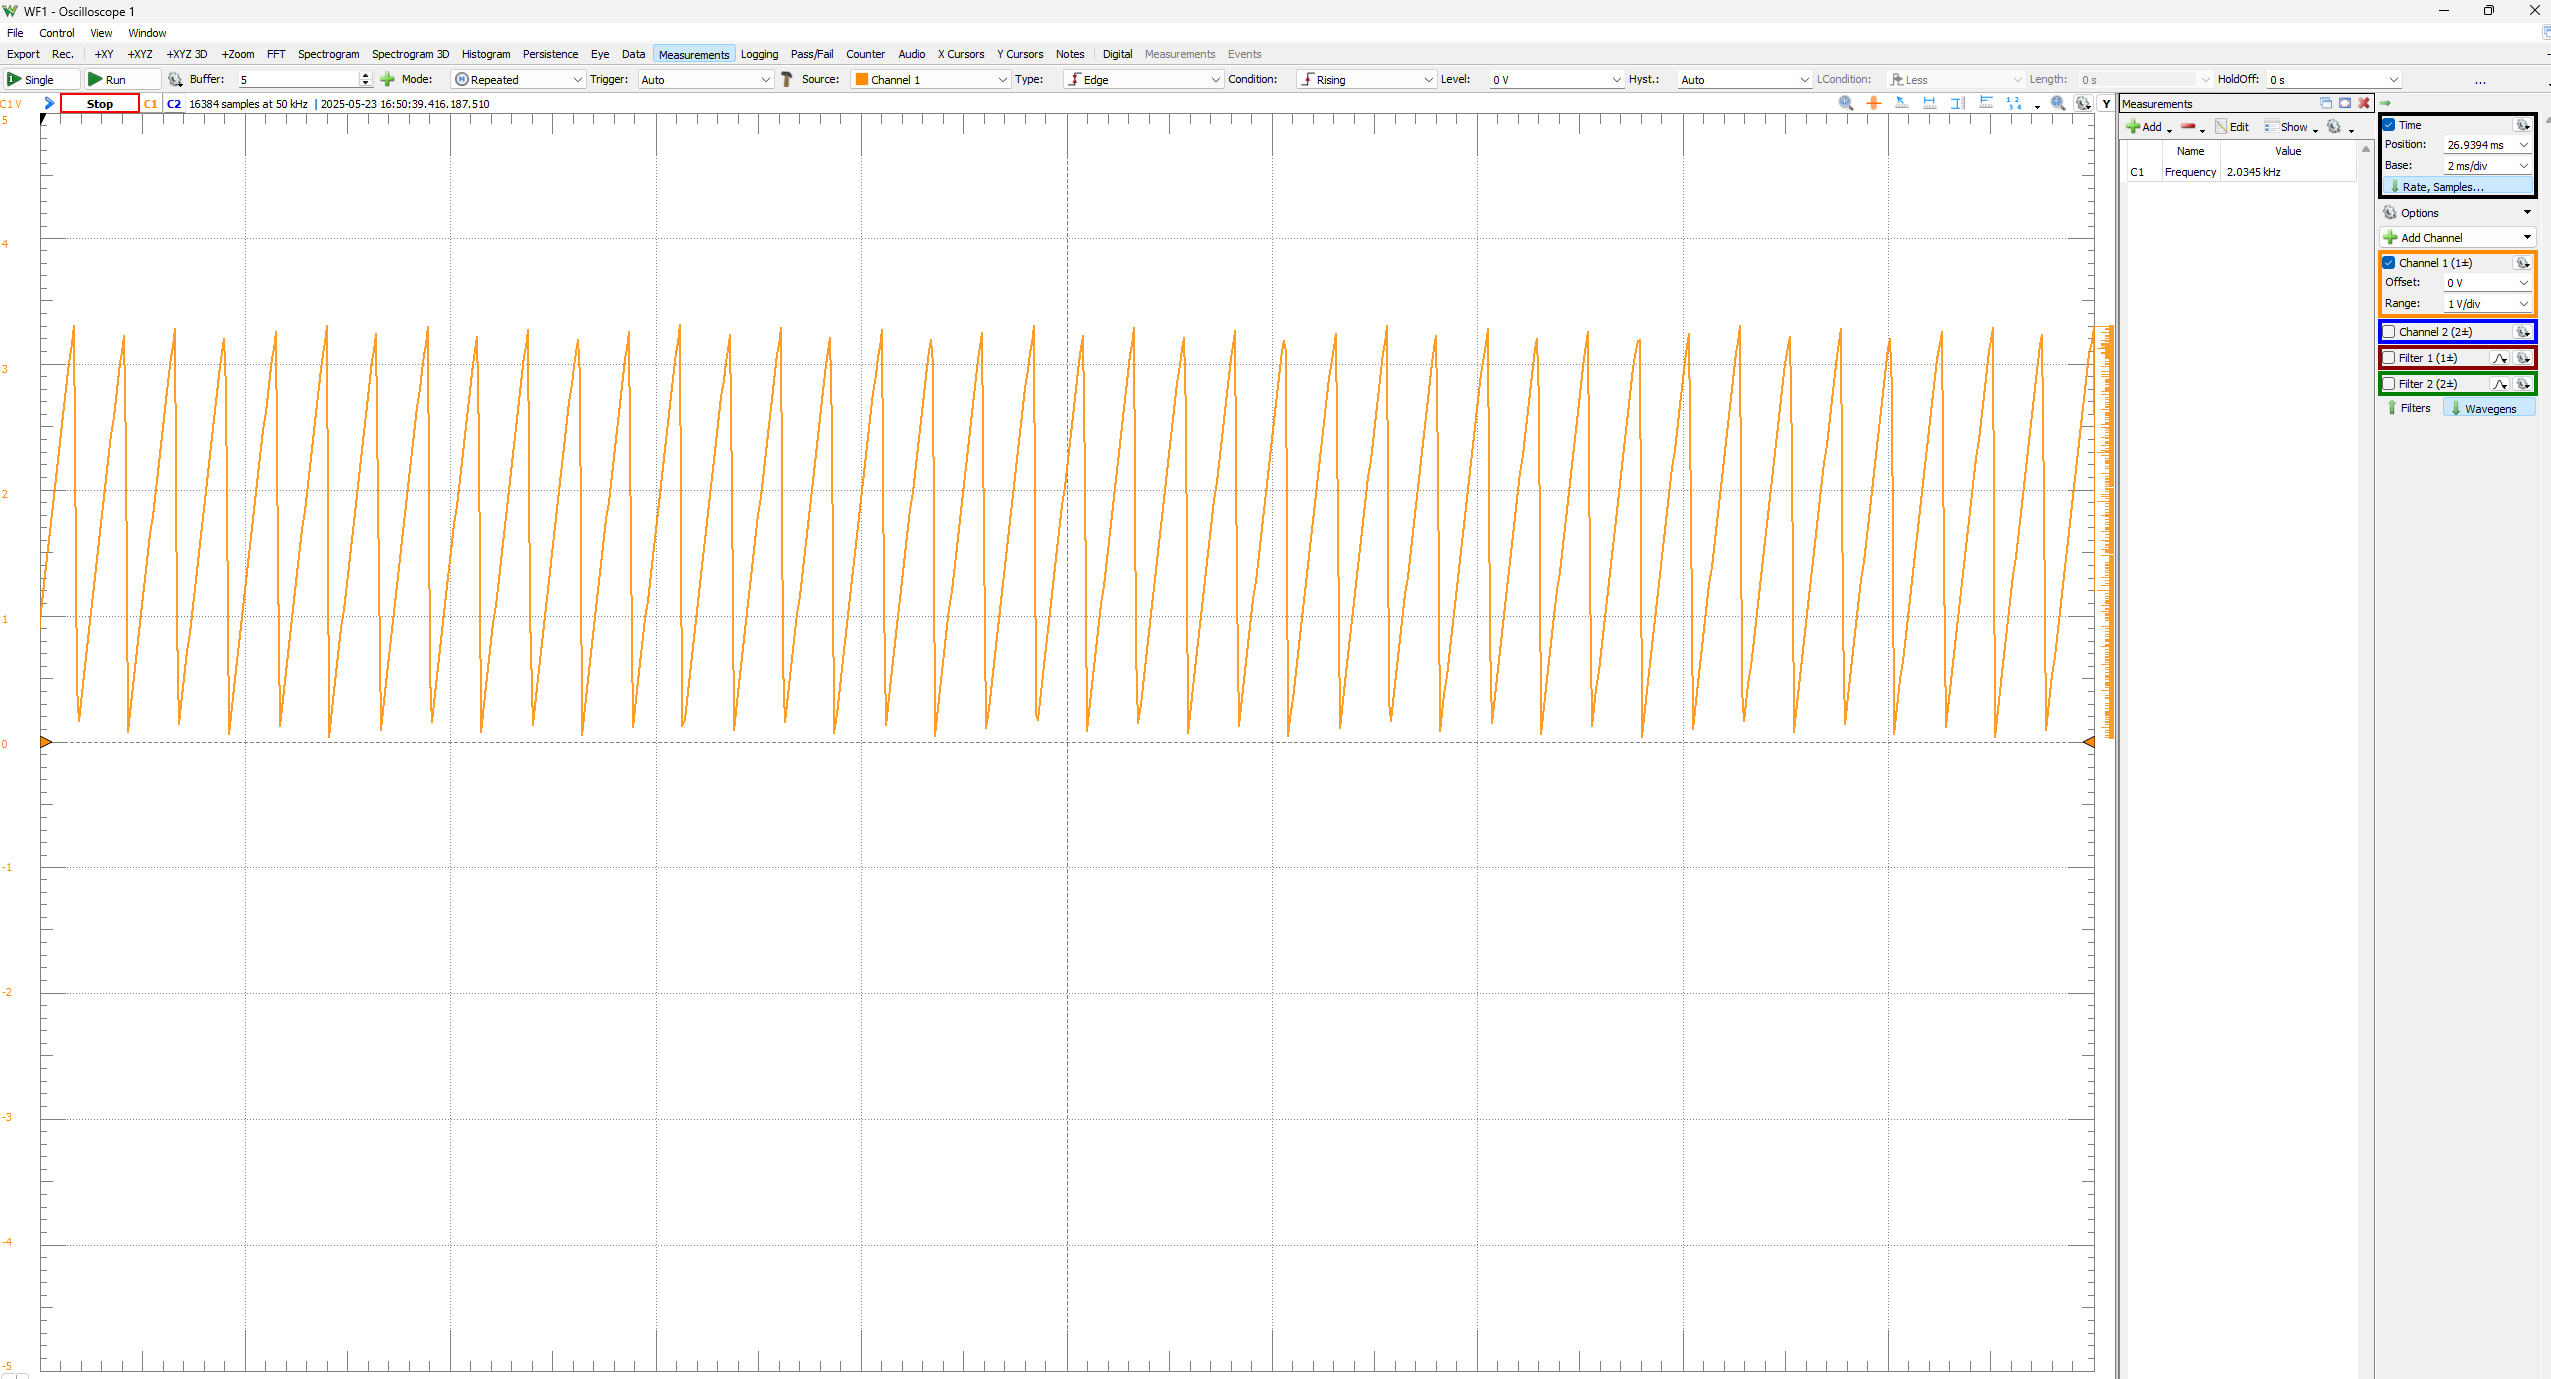 WF1 - Oscilloscope 1
File Control View Window
Export Rec. +XY +XYZ +XYZ 3D +Zoom FFT Spectrogram Spectrogram 3D Histogram Persistence Eye Data Measurements Logging Pass/Fail Counter Audio X Cursors Y Cursors Notes Digital Measurements Events
Single Run Buffer: 5 Mode: Repeated Trigger: Auto Source: Channel 1 Type: Edge Condition: Rising Level: 0 V Hyst.: Auto LCondition: Less Length: 0 s HoldOff: 0 s ...
C1 V Stop C1 C2 16384 samples at 50 kHz | 2025-05-23 16:50:39.416.187.510 Y
5
4
3
2
1
0
-1
-2
-3
-4
-5
Measurements
Add Edit Show
Name Value
C1 Frequency 2.0345 kHz
Time
Position: 26.9394 ms
Base: 2 ms/div
Rate, Samples...
Options
Add Channel
Channel 1 (1±)
Offset: 0 V
Range: 1 V/div
Channel 2 (2±)
Filter 1 (1±)
Filter 2 (2±)
Filters Wavegens